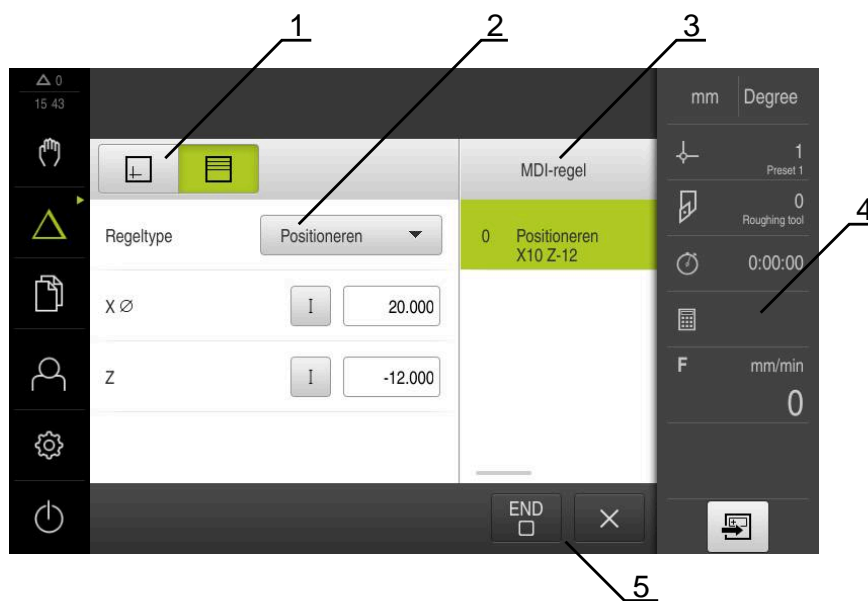 1
2
3
0
15 43
mm
Degree
1
Preset 1
MDI-regel
0
Roughing tool
4
Regeltype
Positioneren
0 Positioneren
X10 Z-12
0:00:00
X Ø
I
20.000
Z
I
-12.000
F
mm/min
0
END
5